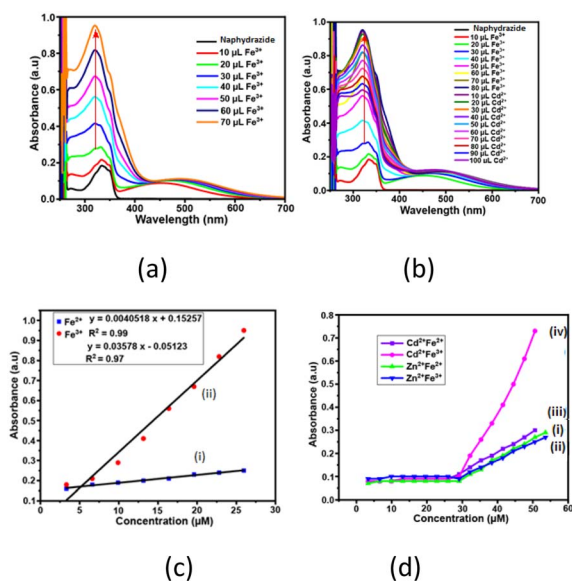 Absorbance (a.u)
1.0
0.8
0.6
0.4
0.2
0.0
300
400
500
600
700
Wavelength (nm)
Naphydrazide
10 µL Fe³⁺
20 µL Fe³⁺
30 µL Fe³⁺
40 µL Fe³⁺
50 µL Fe³⁺
60 µL Fe³⁺
70 µL Fe³⁺
(a)
Absorbance (a.u)
1.0
0.8
0.6
0.4
0.2
0.0
300
400
500
600
700
Wavelength (nm)
Naphydrazide
10 µL Fe³⁺
20 µL Fe³⁺
30 µL Fe³⁺
40 µL Fe³⁺
50 µL Fe³⁺
60 µL Fe³⁺
70 µL Fe³⁺
80 µL Fe³⁺
10 µL Cd²⁺
20 µL Cd²⁺
30 µL Cd²⁺
40 µL Cd²⁺
50 µL Cd²⁺
60 µL Cd²⁺
70 µL Cd²⁺
80 µL Cd²⁺
90 µL Cd²⁺
100 µL Cd²⁺
(b)
Absorbance (a.u)
1.0
0.9
0.8
0.7
0.6
0.5
0.4
0.3
0.2
0.1
0
5
10
15
20
25
Concentration (µM)
Fe²⁺ y = 0.0040518 x + 0.15257
Fe³⁺ R² = 0.99
y = 0.03578 x - 0.05123
R² = 0.97
(ii)
(i)
(c)
Absorbance (a.u)
0.8
0.7
0.6
0.5
0.4
0.3
0.2
0.1
0.0
0
10
20
30
40
50
Concentration (µM)
Cd²⁺Fe²⁺
Cd²⁺Fe³⁺
Zn²⁺Fe²⁺
Zn²⁺Fe³⁺
(iv)
(iii)
(i)
(ii)
(d)